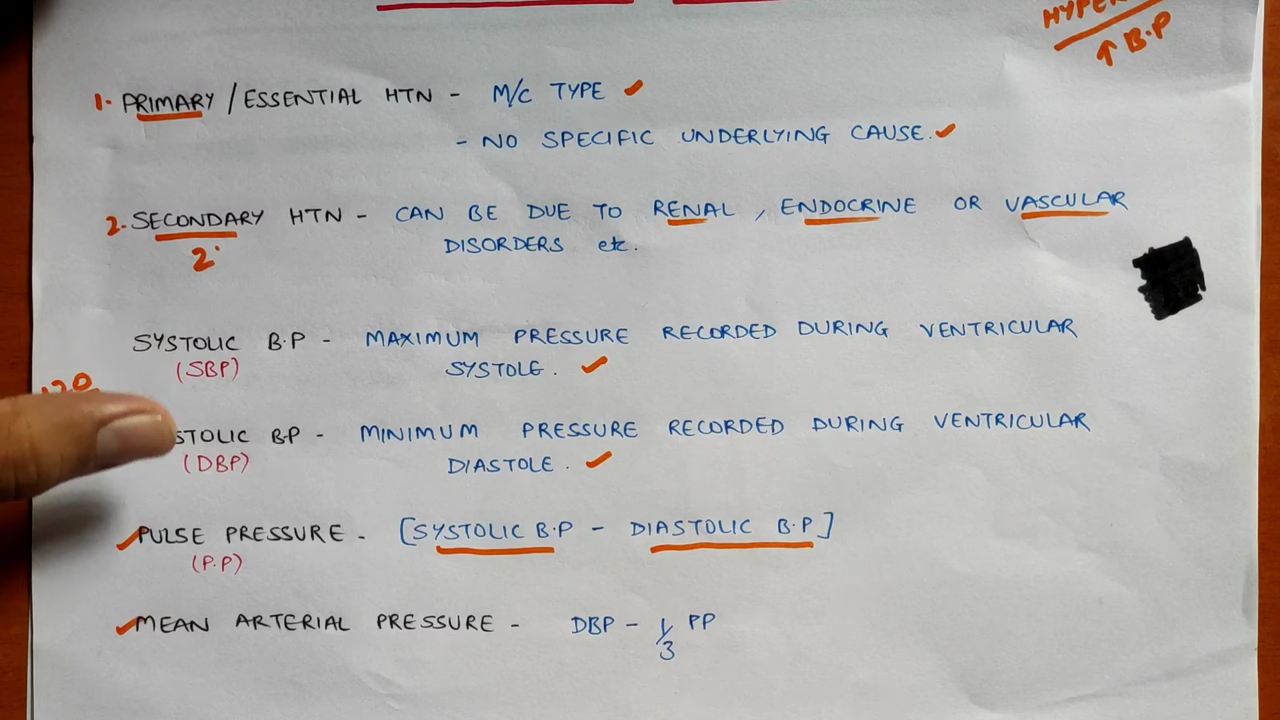 ↑ B.P
1. PRIMARY / ESSENTIAL HTN - M/C TYPE
- NO SPECIFIC UNDERLYING CAUSE.
2. SECONDARY HTN - CAN BE DUE TO RENAL, ENDOCRINE OR VASCULAR
2°
DISORDERS etc.
SYSTOLIC B.P - MAXIMUM PRESSURE RECORDED DURING VENTRICULAR
(SBP) SYSTOLE.
120
STOLIC B.P - MINIMUM PRESSURE RECORDED DURING VENTRICULAR
(DBP) DIASTOLE.
PULSE PRESSURE - [SYSTOLIC B.P - DIASTOLIC B.P]
(P.P)
MEAN ARTERIAL PRESSURE - DBP - 1/3 PP